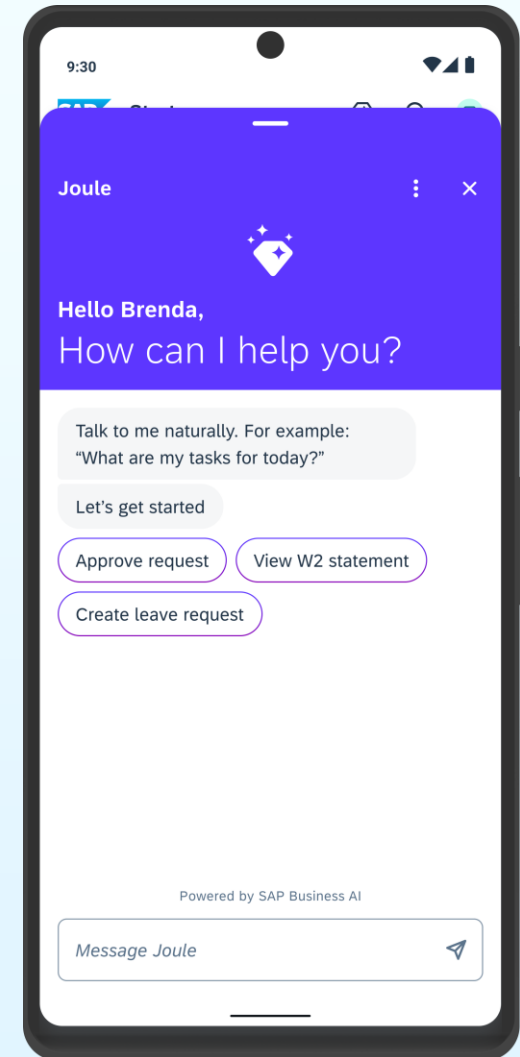 9:30
Joule
Hello Brenda,
How can I help you?
Talk to me naturally. For example:
“What are my tasks for today?”
Let’s get started
Approve request
View W2 statement
Create leave request
Powered by SAP Business AI
Message Joule